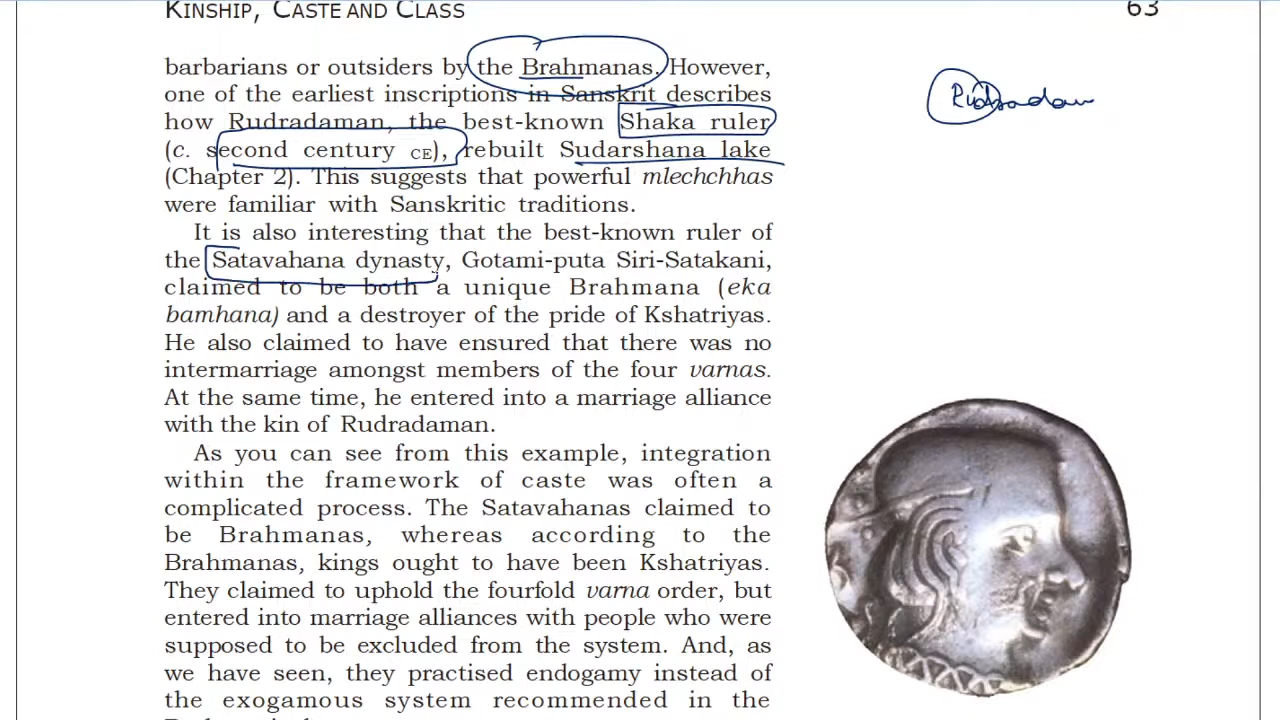 KINSHIP, CASTE AND CLASS 63
barbarians or outsiders by the Brahmanas. However,
one of the earliest inscriptions in Sanskrit describes
how Rudradaman, the best-known Shaka ruler
(c. second century CE), rebuilt Sudarshana lake
(Chapter 2). This suggests that powerful mlechchhas
were familiar with Sanskritic traditions.
It is also interesting that the best-known ruler of
the Satavahana dynasty, Gotami-puta Siri-Satakani,
claimed to be both a unique Brahmana (eka
bamhana) and a destroyer of the pride of Kshatriyas.
He also claimed to have ensured that there was no
intermarriage amongst members of the four varnas.
At the same time, he entered into a marriage alliance
with the kin of Rudradaman.
As you can see from this example, integration
within the framework of caste was often a
complicated process. The Satavahanas claimed to
be Brahmanas, whereas according to the
Brahmanas, kings ought to have been Kshatriyas.
They claimed to uphold the fourfold varna order, but
entered into marriage alliances with people who were
supposed to be excluded from the system. And, as
we have seen, they practised endogamy instead of
the exogamous system recommended in the
Rudradaman